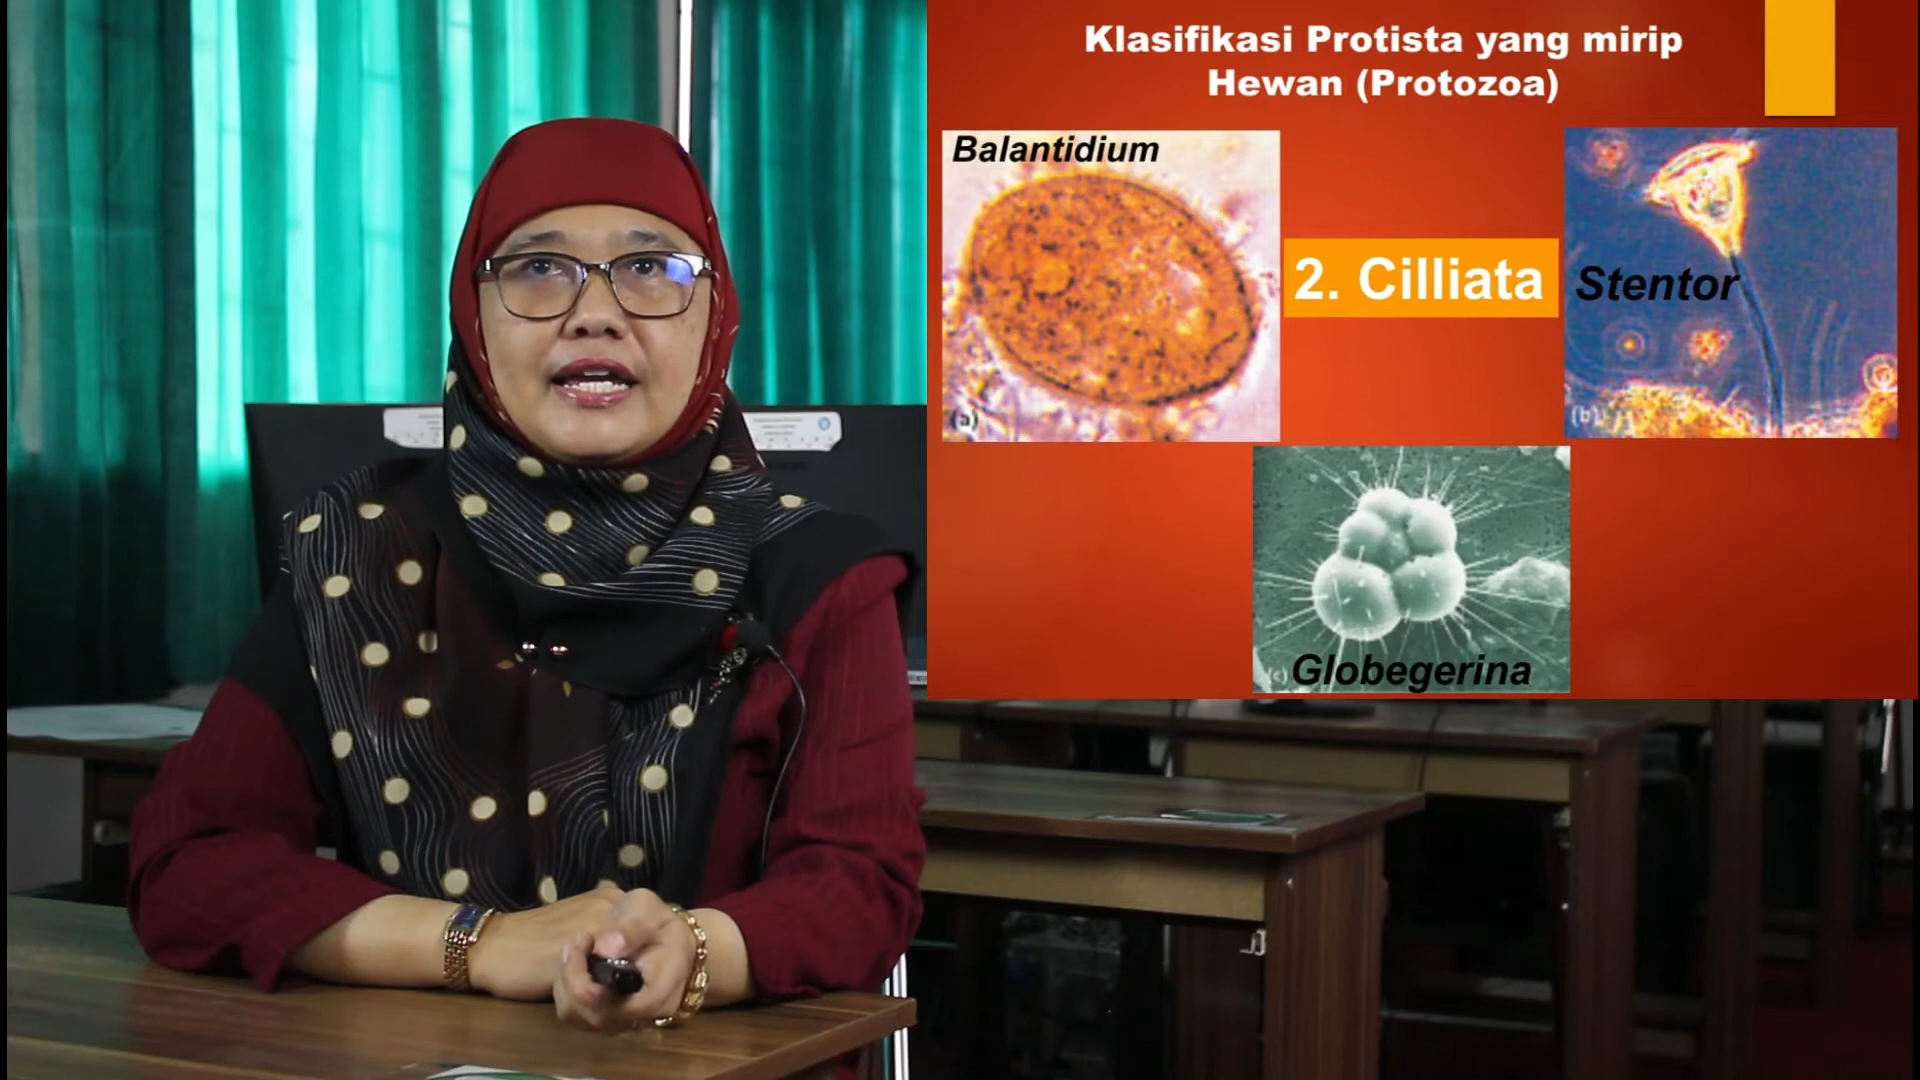 Klasifikasi Protista yang mirip
Hewan (Protozoa)
Balantidium
2. Cilliata
Stentor
(a)
(b)
Globegerina
(c)